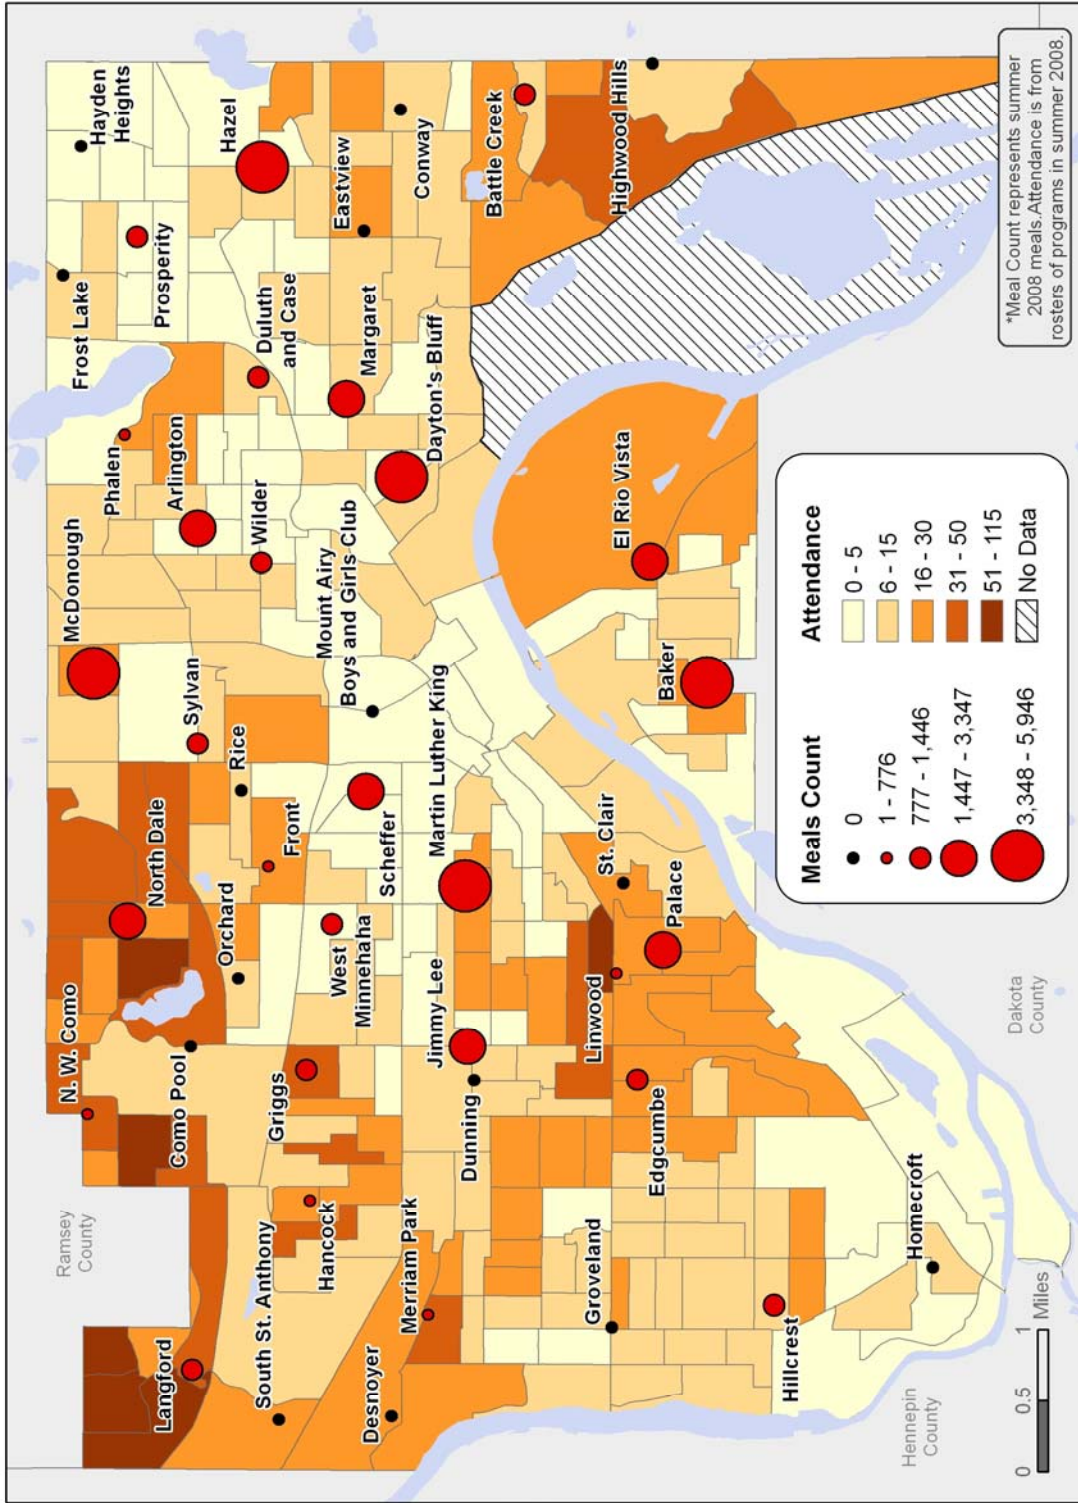 Ramsey
County
N. W. Como
McDonough
Frost Lake
Hayden
Heights
Phalen
Prosperity
North Dale
Langford
Como Pool
Sylvan
Arlington
Hazel
Orchard
Rice
Wilder
Duluth
and Case
South St. Anthony
Griggs
Front
Hancock
West
Minnehaha
Mount Airy
Boys and Girls Club
Margaret
Eastview
Desnoyer
Scheffer
Conway
Merriam Park
Jimmy Lee
Martin Luther King
Dayton's Bluff
Dunning
Battle Creek
Groveland
Linwood
St. Clair
El Rio Vista
Highwood Hills
Edgcumbe
Palace
Baker
Hillcrest
Homecroft
Hennepin
County
Dakota
County
0 0.5 1
Miles
Meals Count
0
1 - 776
777 - 1,446
1,447 - 3,347
3,348 - 5,946
Attendance
0 - 5
6 - 15
16 - 30
31 - 50
51 - 115
No Data
*Meal Count represents summer
2008 meals.Attendance is from
rosters of programs in summer 2008.